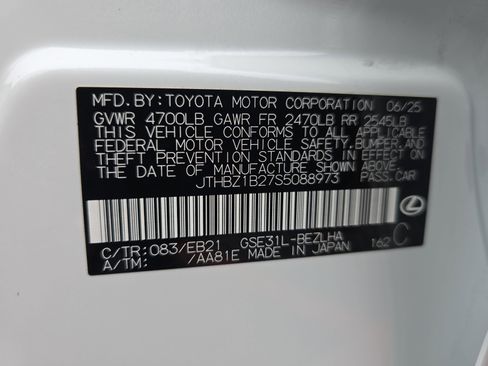 MFD. BY: TOYOTA MOTOR CORPORATION 06/25
GVWR 4700LB GAWR FR 2470LB RR 2545LB
THIS VEHICLE CONFORMS TO ALL APPLICABLE
FEDERAL MOTOR VEHICLE SAFETY, BUMPER, AND
THEFT PREVENTION STANDARDS IN EFFECT ON
THE DATE OF MANUFACTURE SHOWN ABOVE.
JTHBZ1B27S5088973 PASS.CAR
C/TR: 083/EB21 GSE31L-BEZLHA
A/TM: /AA81E MADE IN JAPAN 162 C